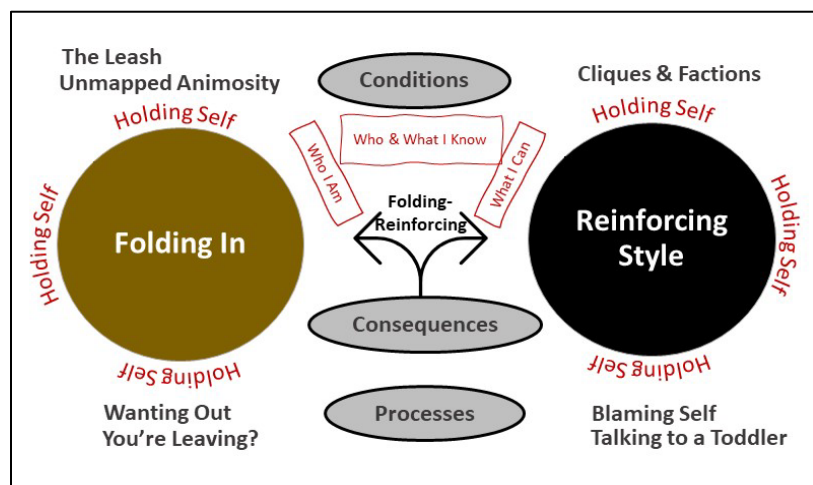 The Leash
Unmapped Animosity
Conditions
Cliques & Factions
Holding Self
Holding Self
Who I Am
Who & What I Know
What I Can
Holding Self
Folding In
Folding-
Reinforcing
Reinforcing
Style
Holding Self
Consequences
Holding Self
Holding Self
Processes
Wanting Out
You're Leaving?
Blaming Self
Talking to a Toddler